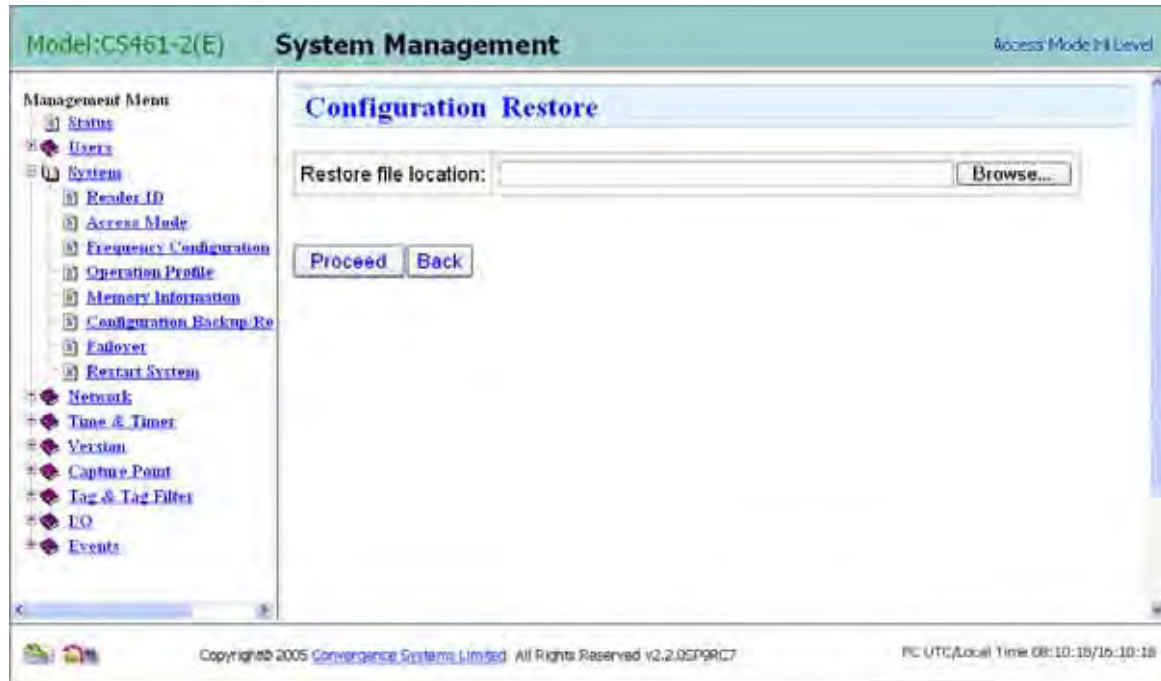 Model:CS461-2(E)
System Management
Access Mode:Hi Level
Management Menu
Status
Users
System
Reader ID
Access Mode
Frequency Configuration
Operation Profile
Memory Information
Configuration Backup/Re
Failover
Restart System
Network
Time & Timer
Version
Capture Point
Tag & Tag Filter
I/O
Events
Configuration Restore
Restore file location:
Browse...
Proceed
Back
Copyright© 2005 Convergence Systems Limited All Rights Reserved v2.2.0SP9RC7
PC UTC/Local Time 08:10:18/16:10:18